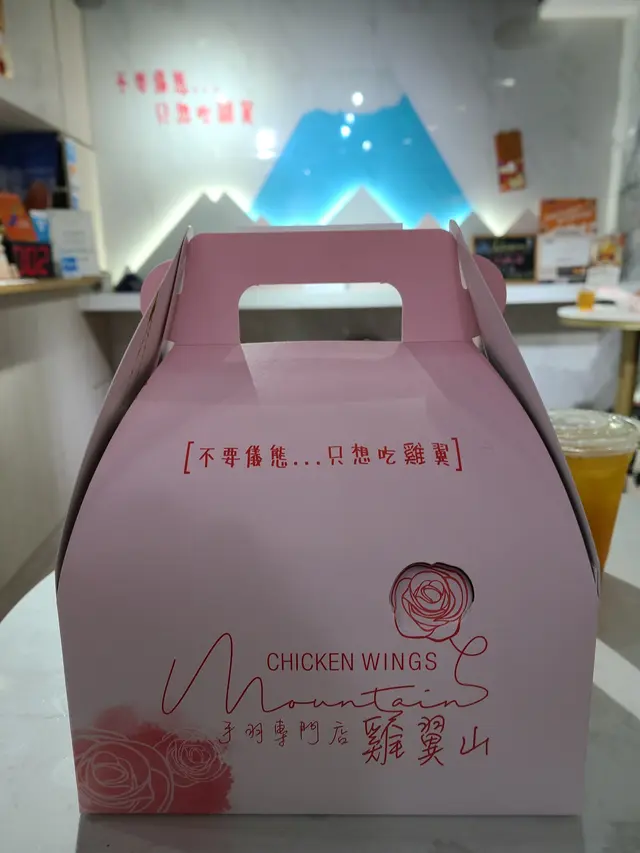 不要儀態...
只想吃雞翼
[不要儀態...只想吃雞翼]
CHICKEN WINGS
Mountain
手羽專門店 雞翼山